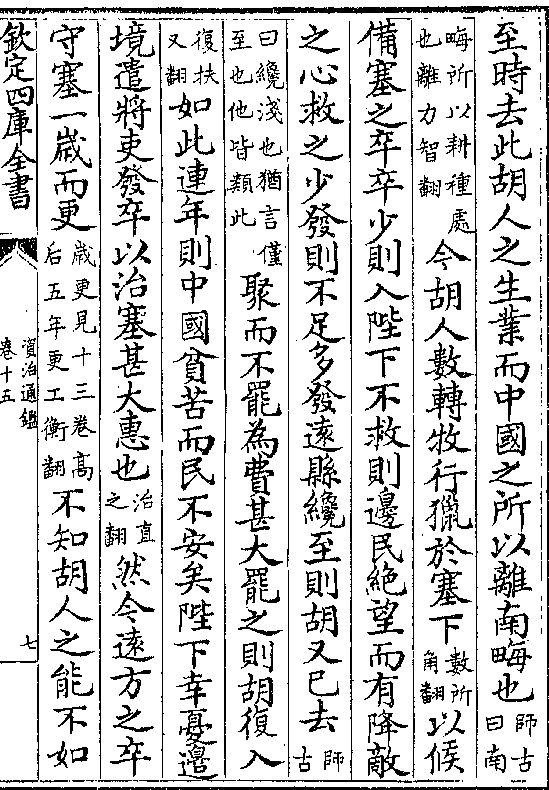 至時去此胡人之生業而中國之所以離南畮也師古曰南
畮所以耕種處也離力智翻今胡人數轉牧行獵於塞下數所角翻以候
備塞之卒卒少則入陛下不救則邊民絶望而有降敵
之心救之少發則不足多發遠縣纔至則胡又已去師古
曰纔淺也猶言僅至也他皆類此聚而不罷為費甚大罷之則胡復入
復扶又翻如此連年則中國貧苦而民不安矣陛下幸憂邉
境遣將吏發卒以治塞甚大惠也治直之翻然今逺方之卒
守塞一嵗而更嵗更見十三卷髙后五年更工衡翻不知胡人之能不如
欽定四庫全書
資治通鑑
卷十五
七